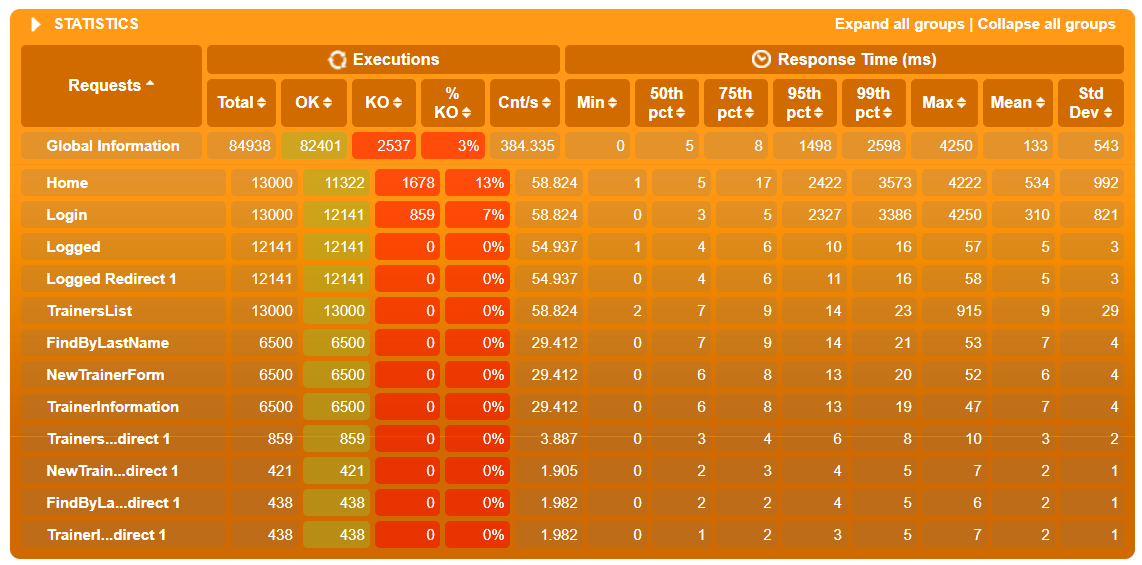 STATISTICS Expand all groups | Collapse all groups
Requests Executions Response Time (ms)
Total OK KO % KO Cnt/s Min 50th pct 75th pct 95th pct 99th pct Max Mean Std Dev
Global Information 84938 82401 2537 3% 384.335 0 5 8 1498 2598 4250 133 543
Home 13000 11322 1678 13% 58.824 1 5 17 2422 3573 4222 534 992
Login 13000 12141 859 7% 58.824 0 3 5 2327 3386 4250 310 821
Logged 12141 12141 0 0% 54.937 1 4 6 10 16 57 5 3
Logged Redirect 1 12141 12141 0 0% 54.937 0 4 6 11 16 58 5 3
TrainersList 13000 13000 0 0% 58.824 2 7 9 14 23 915 9 29
FindByLastName 6500 6500 0 0% 29.412 0 7 9 14 21 53 7 4
NewTrainerForm 6500 6500 0 0% 29.412 0 6 8 13 20 52 6 4
TrainerInformation 6500 6500 0 0% 29.412 0 6 8 13 19 47 7 4
Trainers...direct 1 859 859 0 0% 3.887 0 3 4 6 8 10 3 2
NewTrain...direct 1 421 421 0 0% 1.905 0 2 3 4 5 7 2 1
FindByLa...direct 1 438 438 0 0% 1.982 0 2 2 4 5 6 2 1
TrainerI...direct 1 438 438 0 0% 1.982 0 1 2 3 5 7 2 1